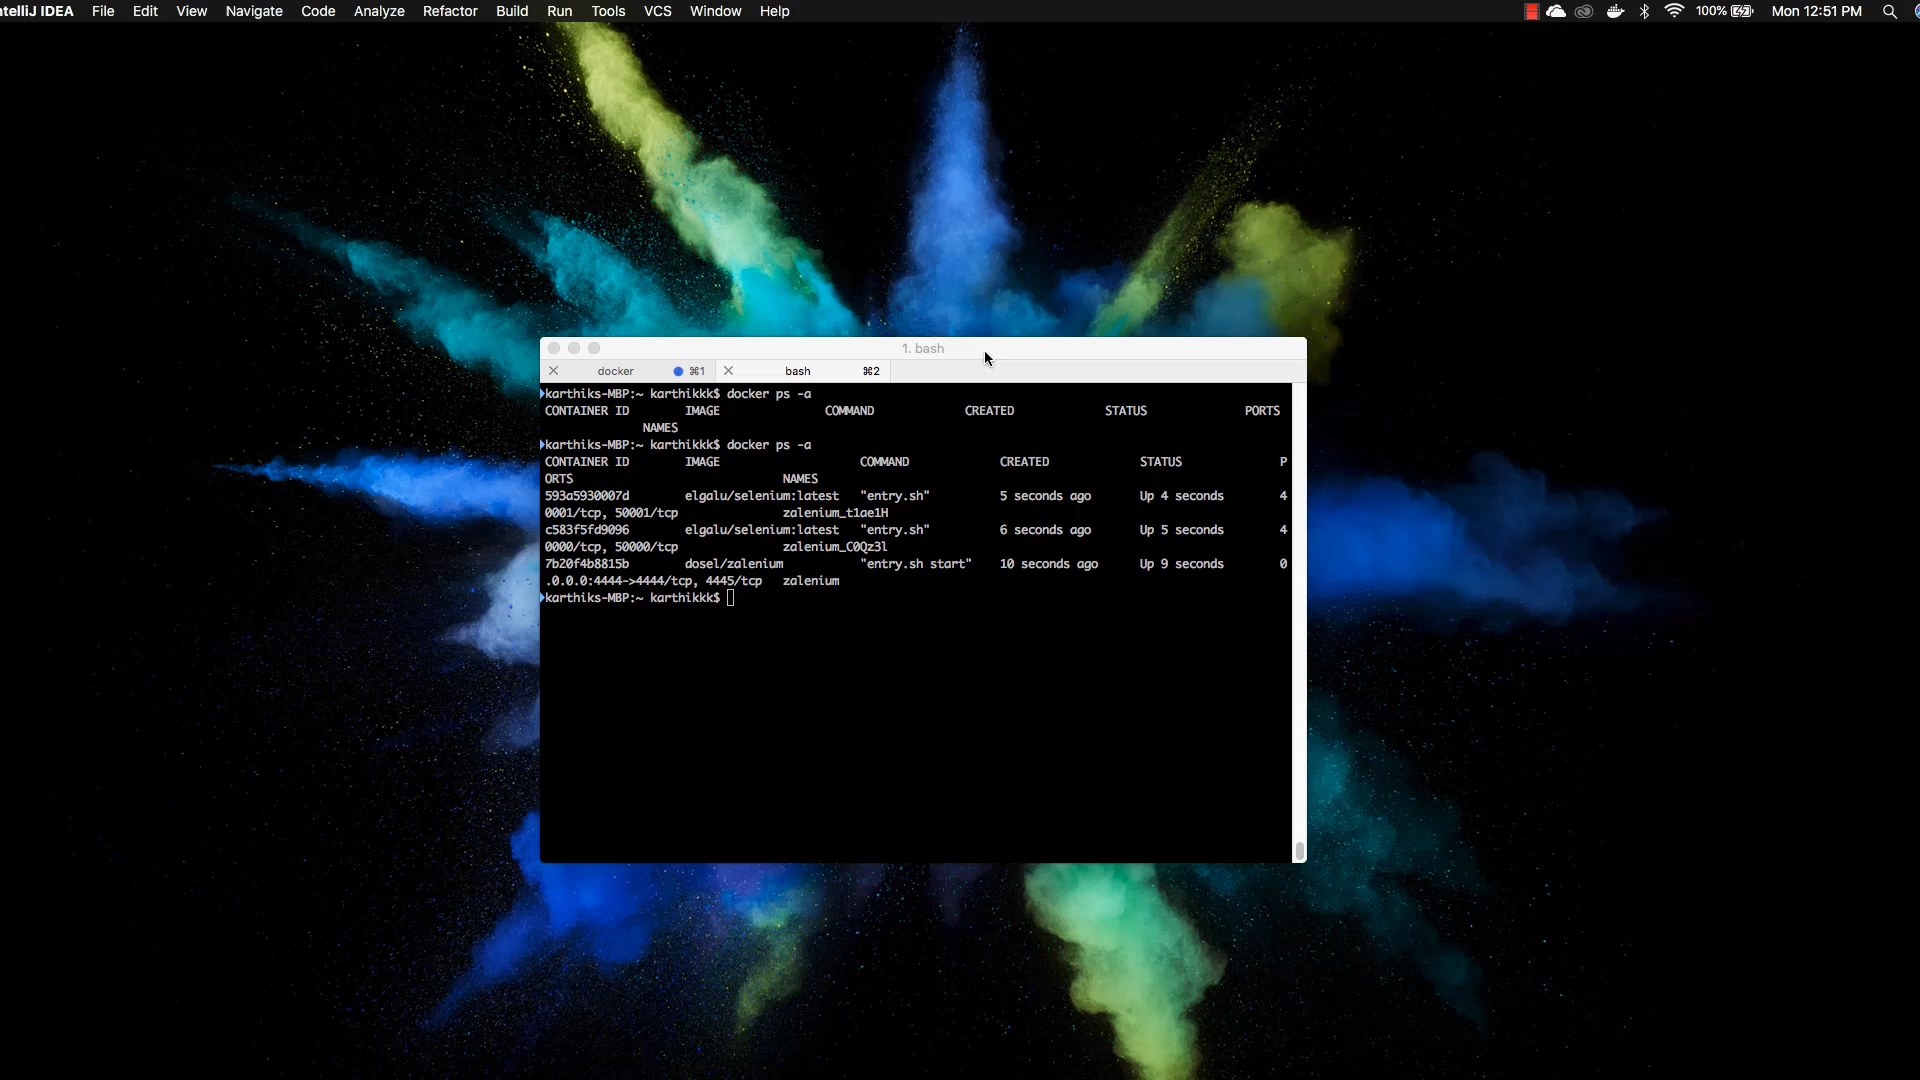 ntelliJ IDEA File Edit View Navigate Code Analyze Refactor Build Run Tools VCS Window Help 100% Mon 12:51 PM
1. bash
docker ⌘1 bash ⌘2
karthiks-MBP:~ karthikkk$ docker ps -a
CONTAINER ID IMAGE COMMAND CREATED STATUS PORTS
NAMES
karthiks-MBP:~ karthikkk$ docker ps -a
CONTAINER ID IMAGE COMMAND CREATED STATUS P
ORTS NAMES
593a5930007d elgalu/selenium:latest "entry.sh" 5 seconds ago Up 4 seconds 4
0001/tcp, 50001/tcp zalenium_t1ae1H
c583f5fd9096 elgalu/selenium:latest "entry.sh" 6 seconds ago Up 5 seconds 4
0000/tcp, 50000/tcp zalenium_C0Qz3l
7b20f4b8815b dosel/zalenium "entry.sh start" 10 seconds ago Up 9 seconds 0
.0.0.0:4444->4444/tcp, 4445/tcp zalenium
karthiks-MBP:~ karthikkk$